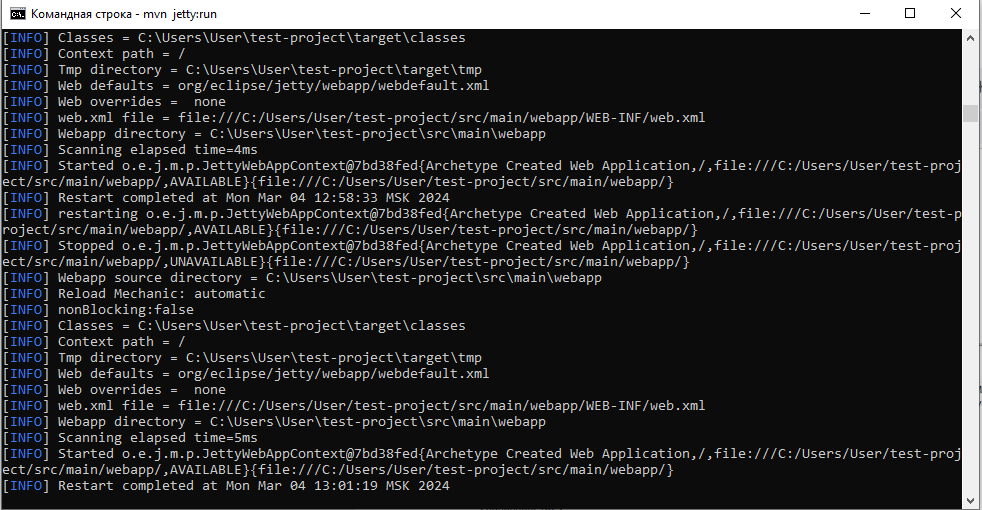 Командная строка - mvn jetty:run
[INFO] Classes = C:\Users\User\test-project\target\classes
[INFO] Context path = /
[INFO] Tmp directory = C:\Users\User\test-project\target\tmp
[INFO] Web defaults = org/eclipse/jetty/webapp/webdefault.xml
[INFO] Web overrides =  none
[INFO] web.xml file = file:///C:/Users/User/test-project/src/main/webapp/WEB-INF/web.xml
[INFO] Webapp directory = C:\Users\User\test-project\src\main\webapp
[INFO] Scanning elapsed time=4ms
[INFO] Started o.e.j.m.p.JettyWebAppContext@7bd38fed{Archetype Created Web Application,/,file:///C:/Users/User/test-proj
ect/src/main/webapp/,AVAILABLE}{file:///C:/Users/User/test-project/src/main/webapp/}
[INFO] Restart completed at Mon Mar 04 12:58:33 MSK 2024
[INFO] restarting o.e.j.m.p.JettyWebAppContext@7bd38fed{Archetype Created Web Application,/,file:///C:/Users/User/test-p
roject/src/main/webapp/,AVAILABLE}{file:///C:/Users/User/test-project/src/main/webapp/}
[INFO] Stopped o.e.j.m.p.JettyWebAppContext@7bd38fed{Archetype Created Web Application,/,file:///C:/Users/User/test-proj
ect/src/main/webapp/,UNAVAILABLE}{file:///C:/Users/User/test-project/src/main/webapp/}
[INFO] Webapp source directory = C:\Users\User\test-project\src\main\webapp
[INFO] Reload Mechanic: automatic
[INFO] nonBlocking:false
[INFO] Classes = C:\Users\User\test-project\target\classes
[INFO] Context path = /
[INFO] Tmp directory = C:\Users\User\test-project\target\tmp
[INFO] Web defaults = org/eclipse/jetty/webapp/webdefault.xml
[INFO] Web overrides =  none
[INFO] web.xml file = file:///C:/Users/User/test-project/src/main/webapp/WEB-INF/web.xml
[INFO] Webapp directory = C:\Users\User\test-project\src\main\webapp
[INFO] Scanning elapsed time=5ms
[INFO] Started o.e.j.m.p.JettyWebAppContext@7bd38fed{Archetype Created Web Application,/,file:///C:/Users/User/test-proj
ect/src/main/webapp/,AVAILABLE}{file:///C:/Users/User/test-project/src/main/webapp/}
[INFO] Restart completed at Mon Mar 04 13:01:19 MSK 2024